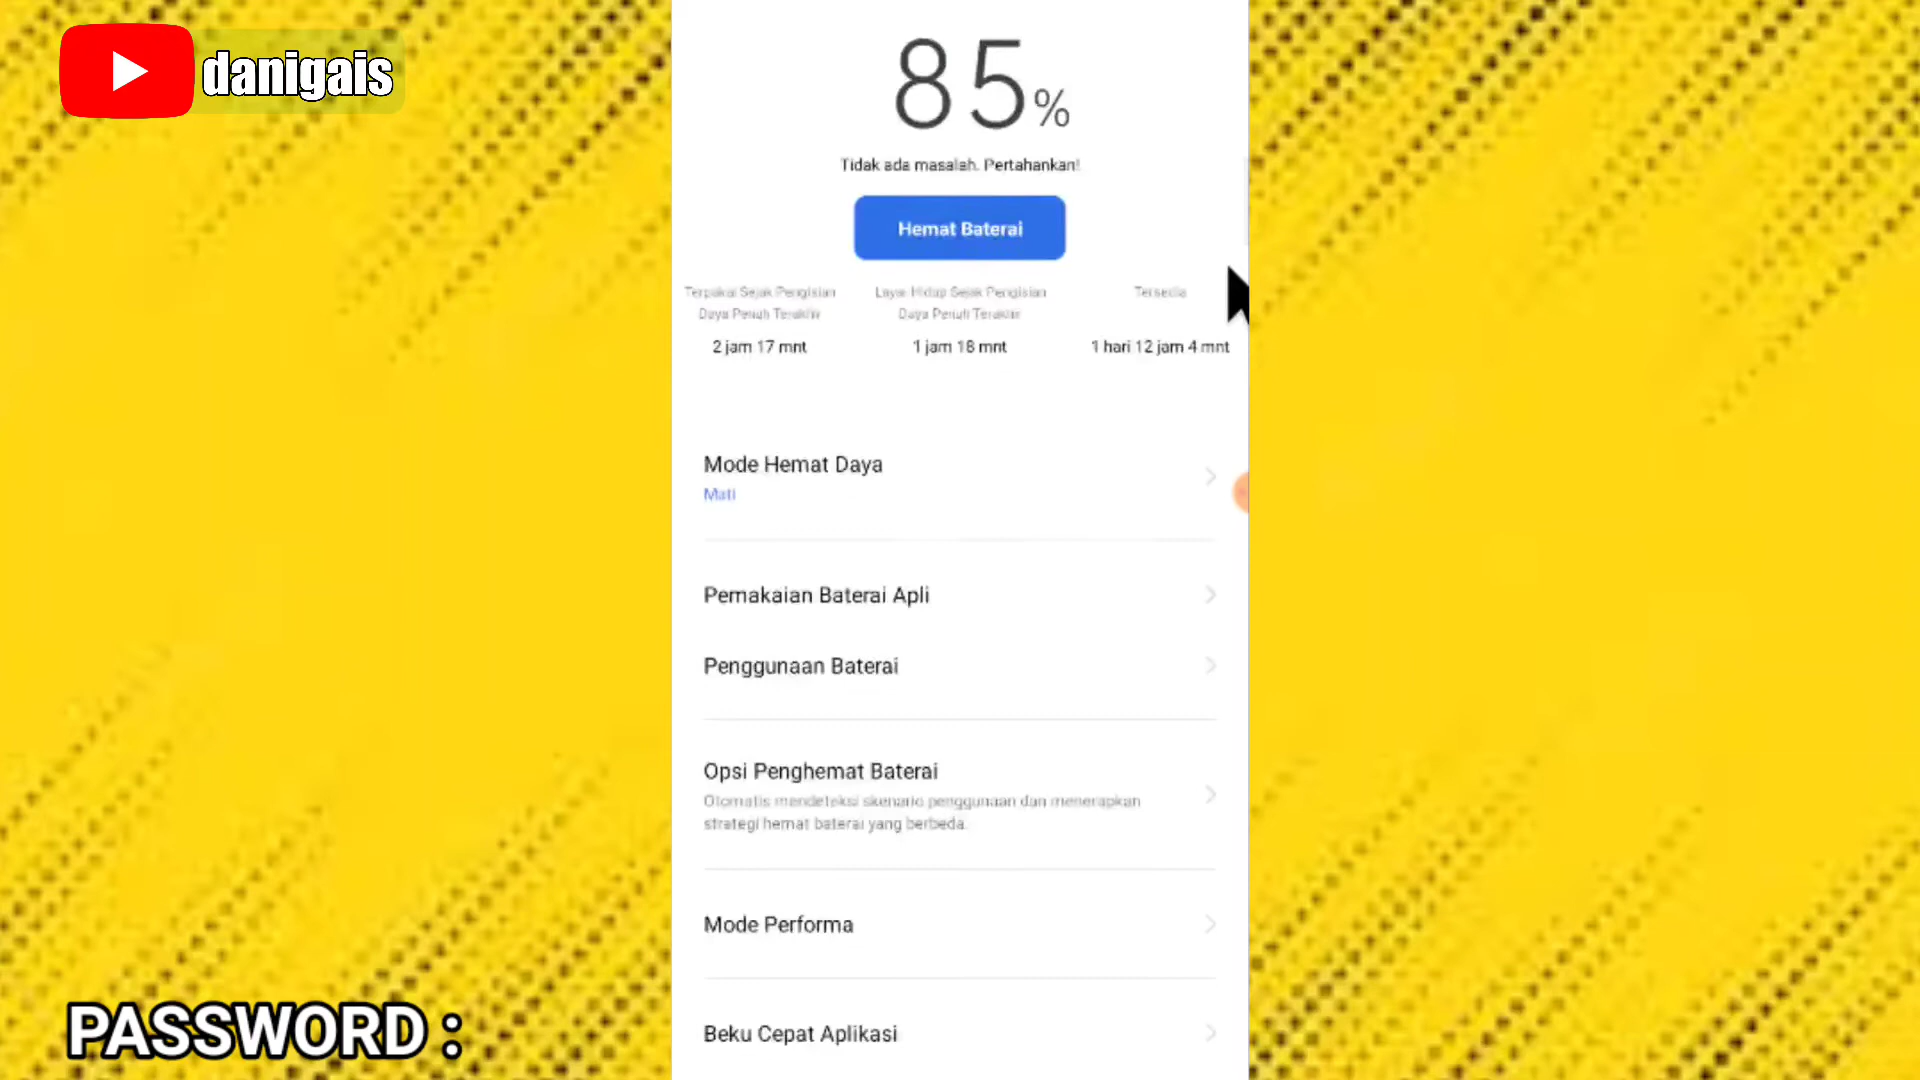 danigais
85%
Tidak ada masalah. Pertahankan!
Hemat Baterai
Terpakai Sejak Pengisian
Daya Penuh Terakhir
2 jam 17 mnt
Layar Hidup Sejak Pengisian
Daya Penuh Terakhir
1 jam 18 mnt
Tersedia
1 hari 12 jam 4 mnt
Mode Hemat Daya
Mati
Pemakaian Baterai Apli
Penggunaan Baterai
Opsi Penghemat Baterai
Otomatis mendeteksi skenario penggunaan dan menerapkan
strategi hemat baterai yang berbeda.
Mode Performa
Beku Cepat Aplikasi
PASSWORD :